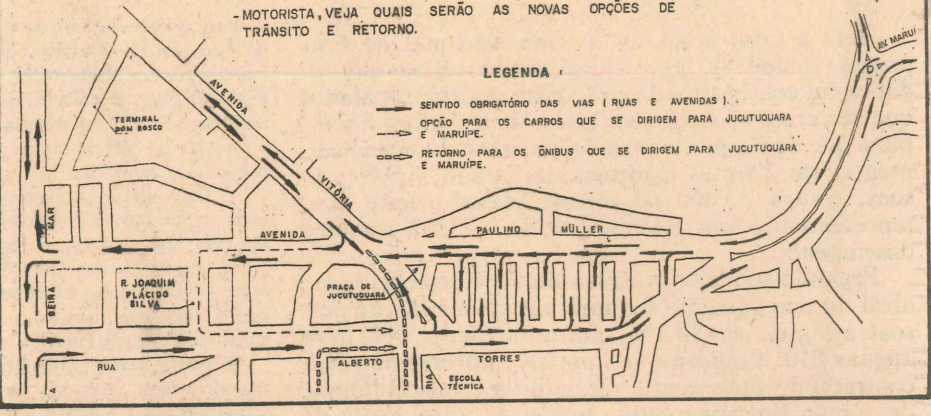 - MOTORISTA, VEJA QUAIS SERÃO AS NOVAS OPÇÕES DE
TRÂNSITO E RETORNO.
LEGENDA:
SENTIDO OBRIGATÓRIO DAS VIAS (RUAS E AVENIDAS).
OPÇÃO PARA OS CARROS QUE SE DIRIGEM PARA JUCUTUQUARA
E MARUÍPE.
RETORNO PARA OS ÔNIBUS QUE SE DIRIGEM PARA JUCUTUQUARA
E MARUÍPE.
AV. MARUI
AVENIDA
VITÓRIA
TERMINAL
DOM BOSCO
BEIRA MAR
AVENIDA
PAULINO MÜLLER
R. JOAQUIM
PLÁCIDO
SILVA
PRAÇA DE
JUCUTUQUARA
RUA
ALBERTO
TORRES
RIA
ESCOLA
TÉCNICA
A